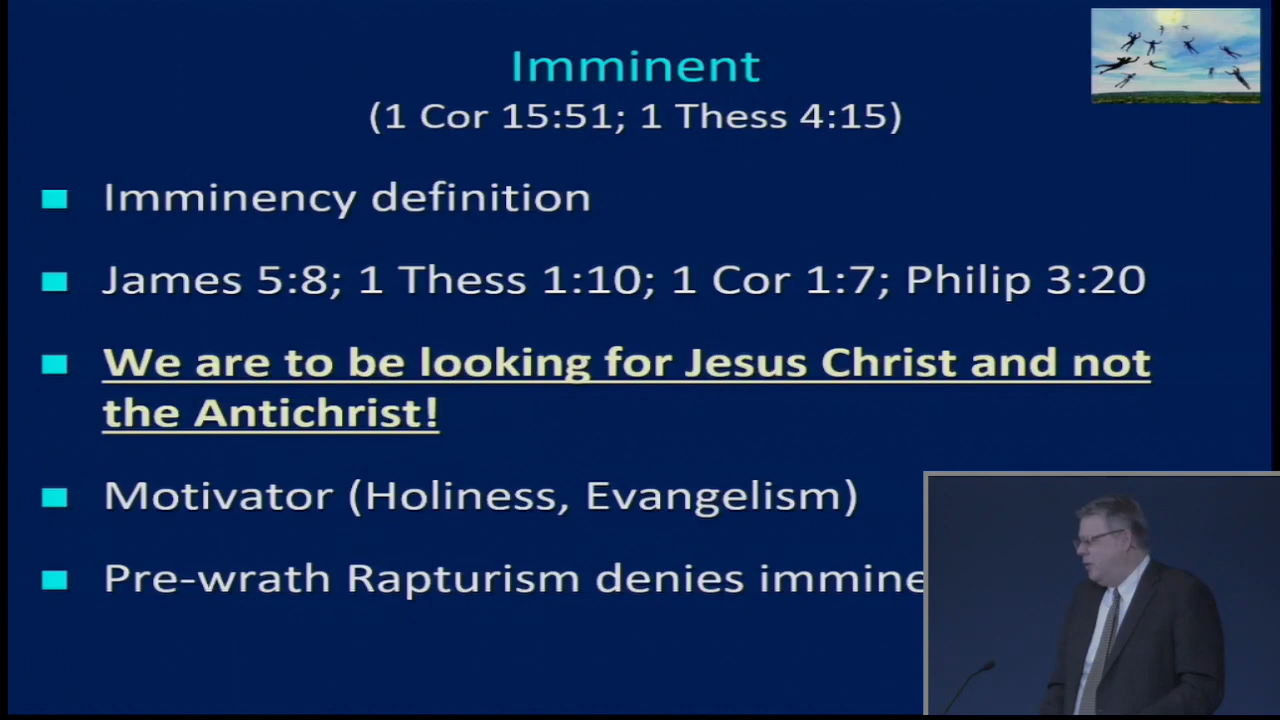 Imminent
(1 Cor 15:51; 1 Thess 4:15)
Imminency definition
James 5:8; 1 Thess 1:10; 1 Cor 1:7; Philip 3:20
We are to be looking for Jesus Christ and not
the Antichrist!
Motivator (Holiness, Evangelism)
Pre-wrath Rapturism denies